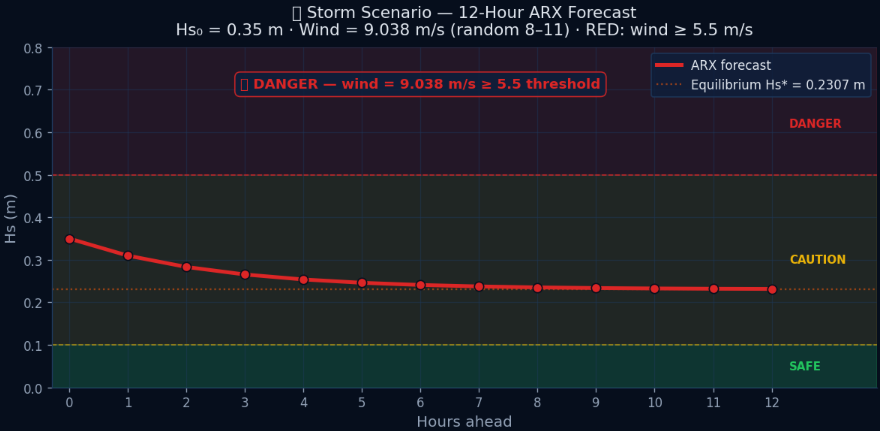 ▯ Storm Scenario — 12-Hour ARX Forecast
Hs₀ = 0.35 m · Wind = 9.038 m/s (random 8–11) · RED: wind ≥ 5.5 m/s
▯ DANGER — wind = 9.038 m/s ≥ 5.5 threshold
ARX forecast
Equilibrium Hs* = 0.2307 m
DANGER
CAUTION
SAFE
Hs (m)
0.8
0.7
0.6
0.5
0.4
0.3
0.2
0.1
0.0
0 1 2 3 4 5 6 7 8 9 10 11 12
Hours ahead